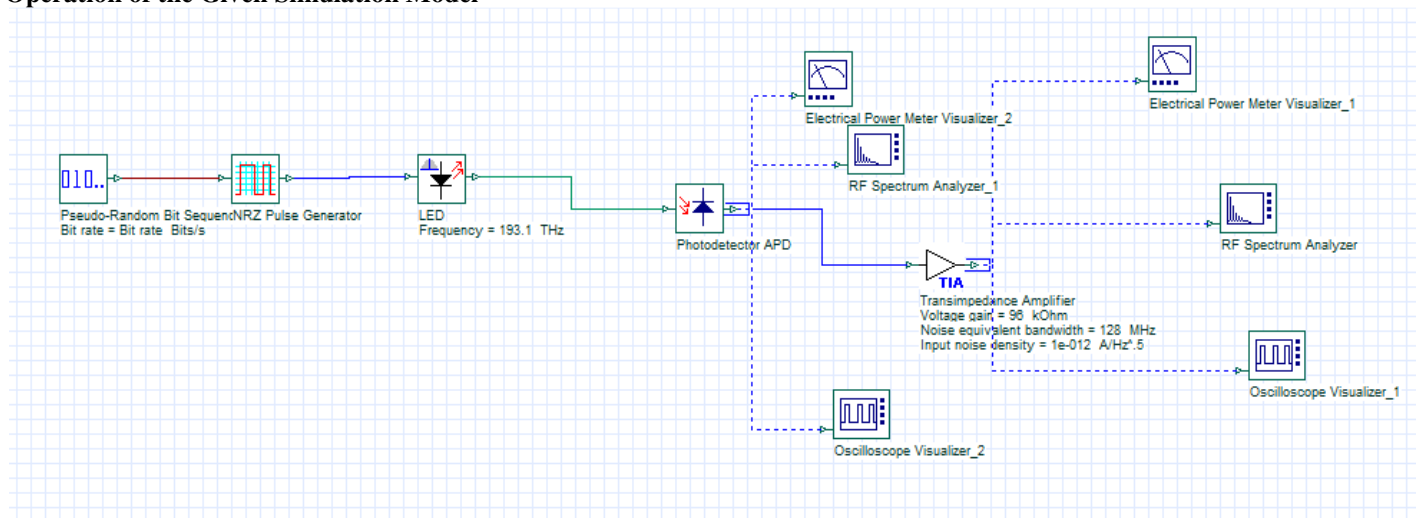 Operation of the Given Simulation Model
Electrical Power Meter Visualizer_2
Electrical Power Meter Visualizer_1
RF Spectrum Analyzer_1
010..
Pseudo-Random Bit Sequenc
Bit rate = Bit rate Bits/s
NRZ Pulse Generator
LED
Frequency = 193.1 THz
Photodetector APD
RF Spectrum Analyzer
TIA
Transimpedance Amplifier
Voltage gain = 96 kOhm
Noise equivalent bandwidth = 128 MHz
Input noise density = 1e-012 A/Hz^.5
Oscilloscope Visualizer_1
Oscilloscope Visualizer_2